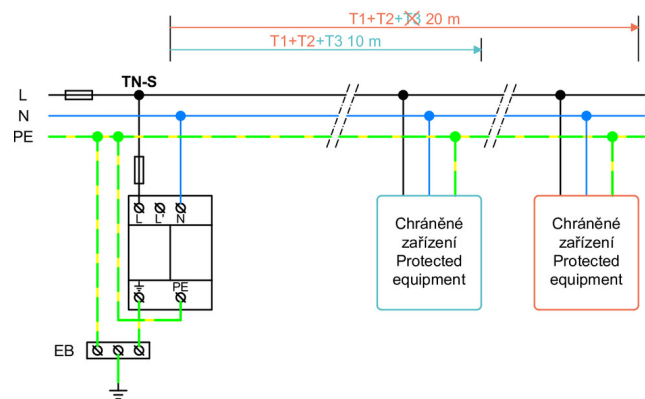 T1+T2+T3 20 m
T1+T2+T3 10 m
TN-S
L
N
PE
L L' N
PE
EB
Chráněné
zařízení
Protected
equipment
Chráněné
zařízení
Protected
equipment